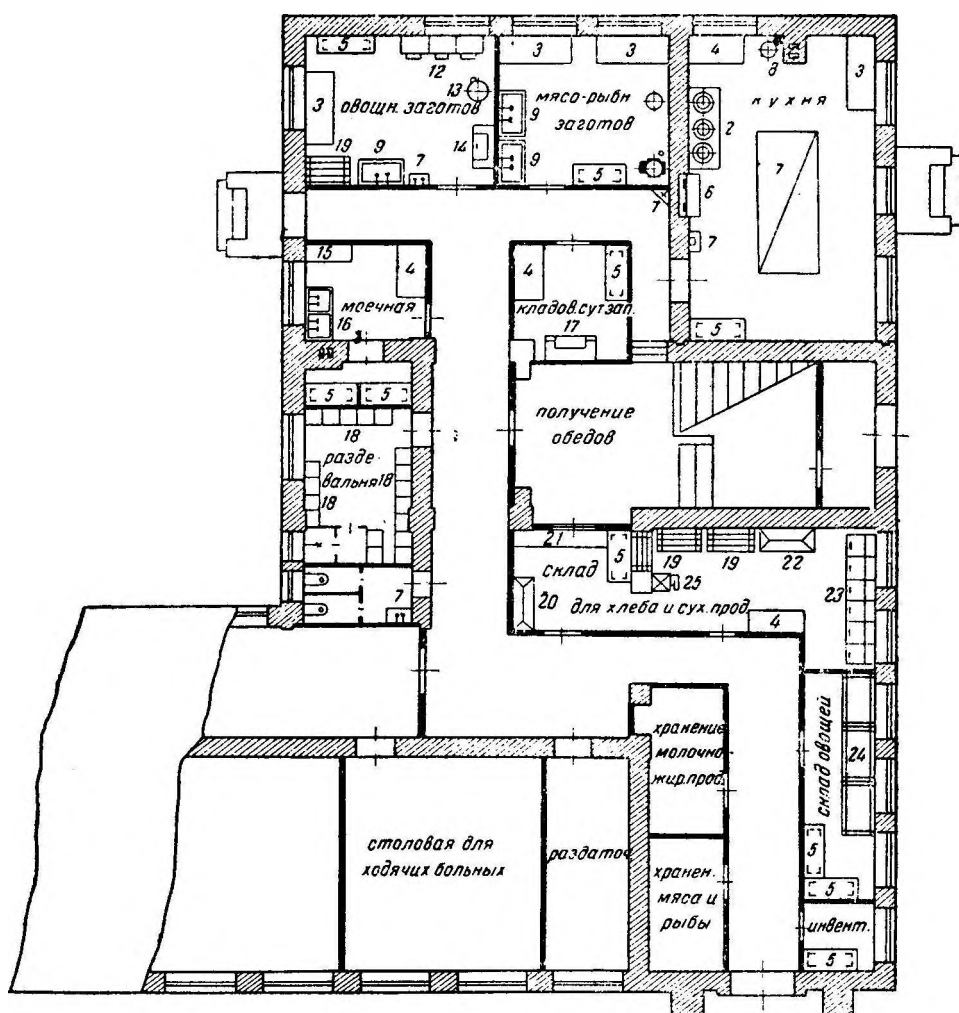 5
12
3
3
4
8
3
13
3
овощн. заготов
мясо-рыбн
заготов
кухня
9
2
14
9
19
9
7
5
6
7
7
7
15
4
4
5
моечная
кладов.сут.зап.
16
17
5
5
5
18
разде-
вальня 18
18
получение
обедов
7
21
5
19
19
22
склад
25
20
для хлеба и сух.прод.
4
23
хранение
молочно
жир.прод.
склад овощей
24
столовая для
ходячих больных
раздаточ
хранен.
мяса и
рыбы
5
5
инвент.
5